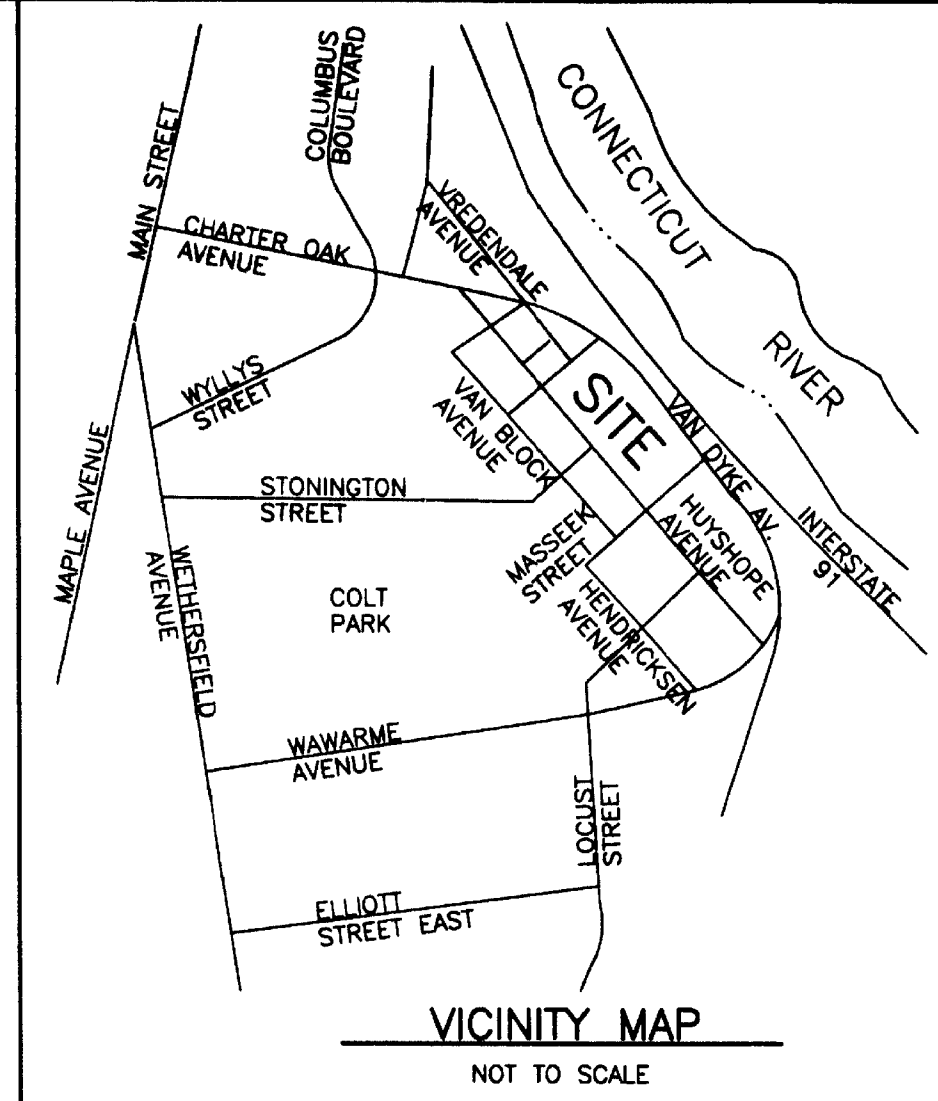 COLUMBUS
BOULEVARD
CONNECTICUT
RIVER
MAIN STREET
CHARTER OAK
AVENUE
VREDENDALE
AVENUE
WYLLYS
STREET
SITE
VAN BLOCK
AVENUE
VAN DYKE AV.
MAPLE AVENUE
STONINGTON
STREET
HUYSHOPE
AVENUE
INTERSTATE
91
MASSEEK
STREET
WETHERSFIELD
AVENUE
COLT
PARK
HENDRICKSEN
AVENUE
WAWARME
AVENUE
LOCUST
STREET
ELLIOTT
STREET EAST
VICINITY MAP
NOT TO SCALE